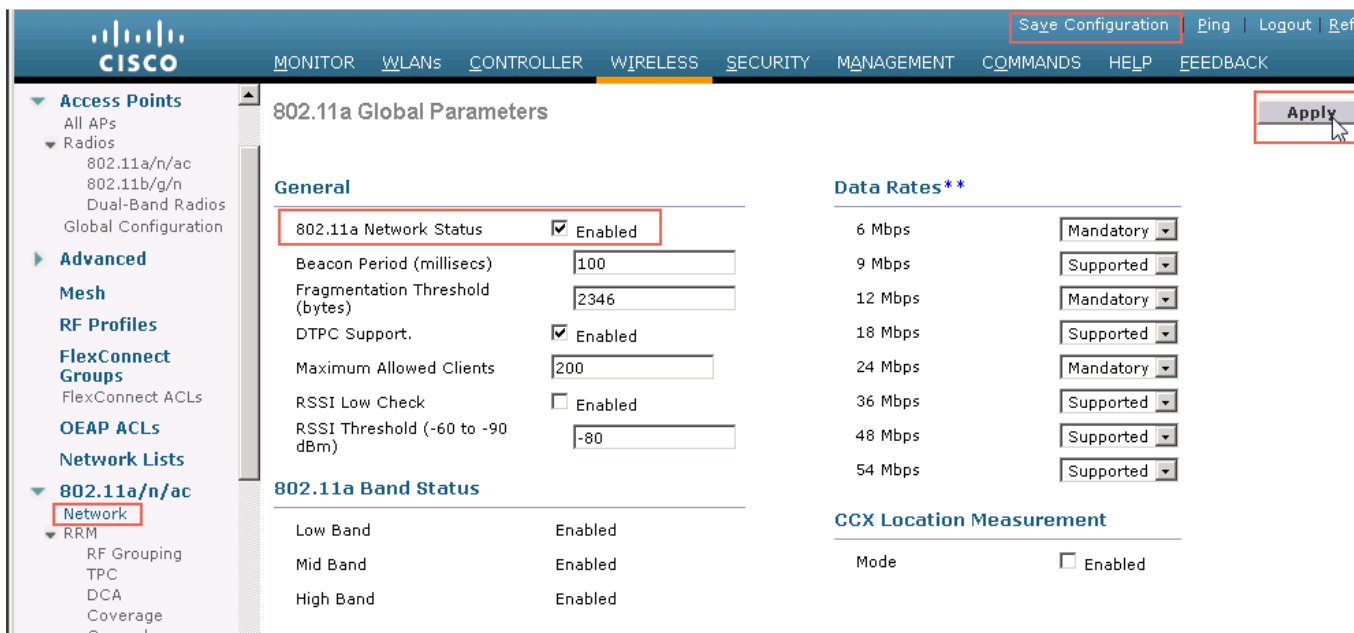 Save Configuration | Ping | Logout | Ref
CISCO
MONITOR WLANs CONTROLLER WIRELESS SECURITY MANAGEMENT COMMANDS HELP FEEDBACK
Access Points
All APs
Radios
802.11a/n/ac
802.11b/g/n
Dual-Band Radios
Global Configuration
Advanced
Mesh
RF Profiles
FlexConnect
Groups
FlexConnect ACLs
OEAP ACLs
Network Lists
802.11a/n/ac
Network
RRM
RF Grouping
TPC
DCA
Coverage
802.11a Global Parameters
Apply
General
802.11a Network Status Enabled
Beacon Period (millisecs) 100
Fragmentation Threshold
(bytes) 2346
DTPC Support. Enabled
Maximum Allowed Clients 200
RSSI Low Check Enabled
RSSI Threshold (-60 to -90
dBm) -80
802.11a Band Status
Low Band Enabled
Mid Band Enabled
High Band Enabled
Data Rates**
6 Mbps Mandatory
9 Mbps Supported
12 Mbps Mandatory
18 Mbps Supported
24 Mbps Mandatory
36 Mbps Supported
48 Mbps Supported
54 Mbps Supported
CCX Location Measurement
Mode Enabled